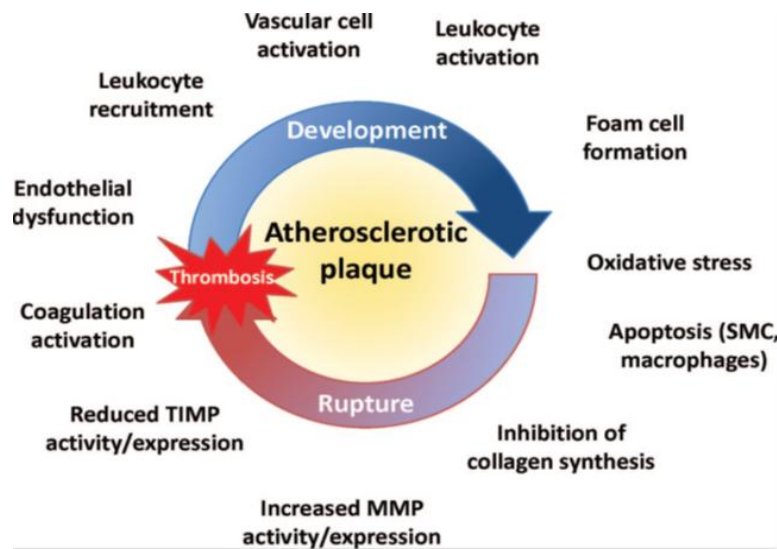 Vascular cell
activation
Leukocyte
activation
Leukocyte
recruitment
Development
Foam cell
formation
Endothelial
dysfunction
Atherosclerotic
plaque
Thrombosis
Oxidative stress
Coagulation
activation
Apoptosis (SMC,
macrophages)
Rupture
Reduced TIMP
activity/expression
Inhibition of
collagen synthesis
Increased MMP
activity/expression